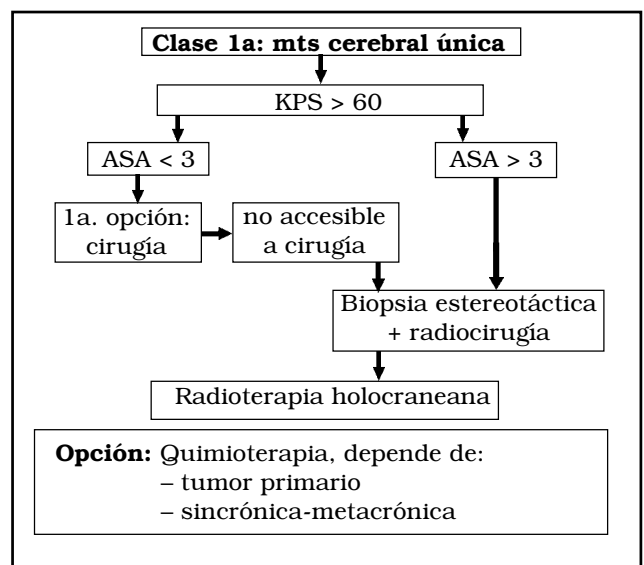 Clase 1a: mts cerebral única
KPS > 60
ASA < 3
ASA > 3
1a. opción:
cirugía
no accesible
a cirugía
Biopsia estereotáctica
+ radiocirugía
Radioterapia holocraneana
Opción: Quimioterapia, depende de:
– tumor primario
– sincrónica-metacrónica